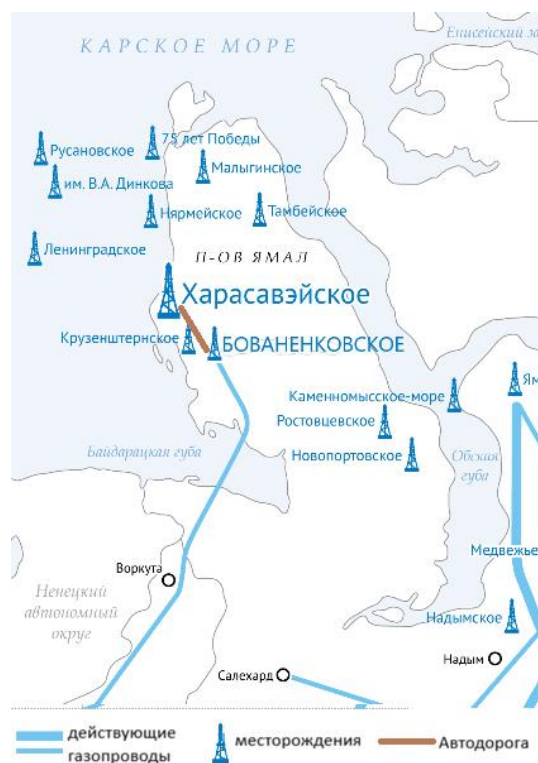 КАРСКОЕ МОРЕ
Енисейский за
75 лет Победы
Русановское
Малыгинское
им. В.А. Динкова
Нярмейское
Тамбейское
Ленинградское
П-ОВ ЯМАЛ
Харасавэйское
Крузенштернское
БОВАНЕНКОВСКОЕ
Ям
Каменномысское-море
Ростовцевское
Байдарацкая губа
Новопортовское
Обская
губа
Медвежье
Воркута
Ненецкий
автономный
округ
Надымское
Салехард
Надым
действующие
газопроводы
месторождения
Автодорога